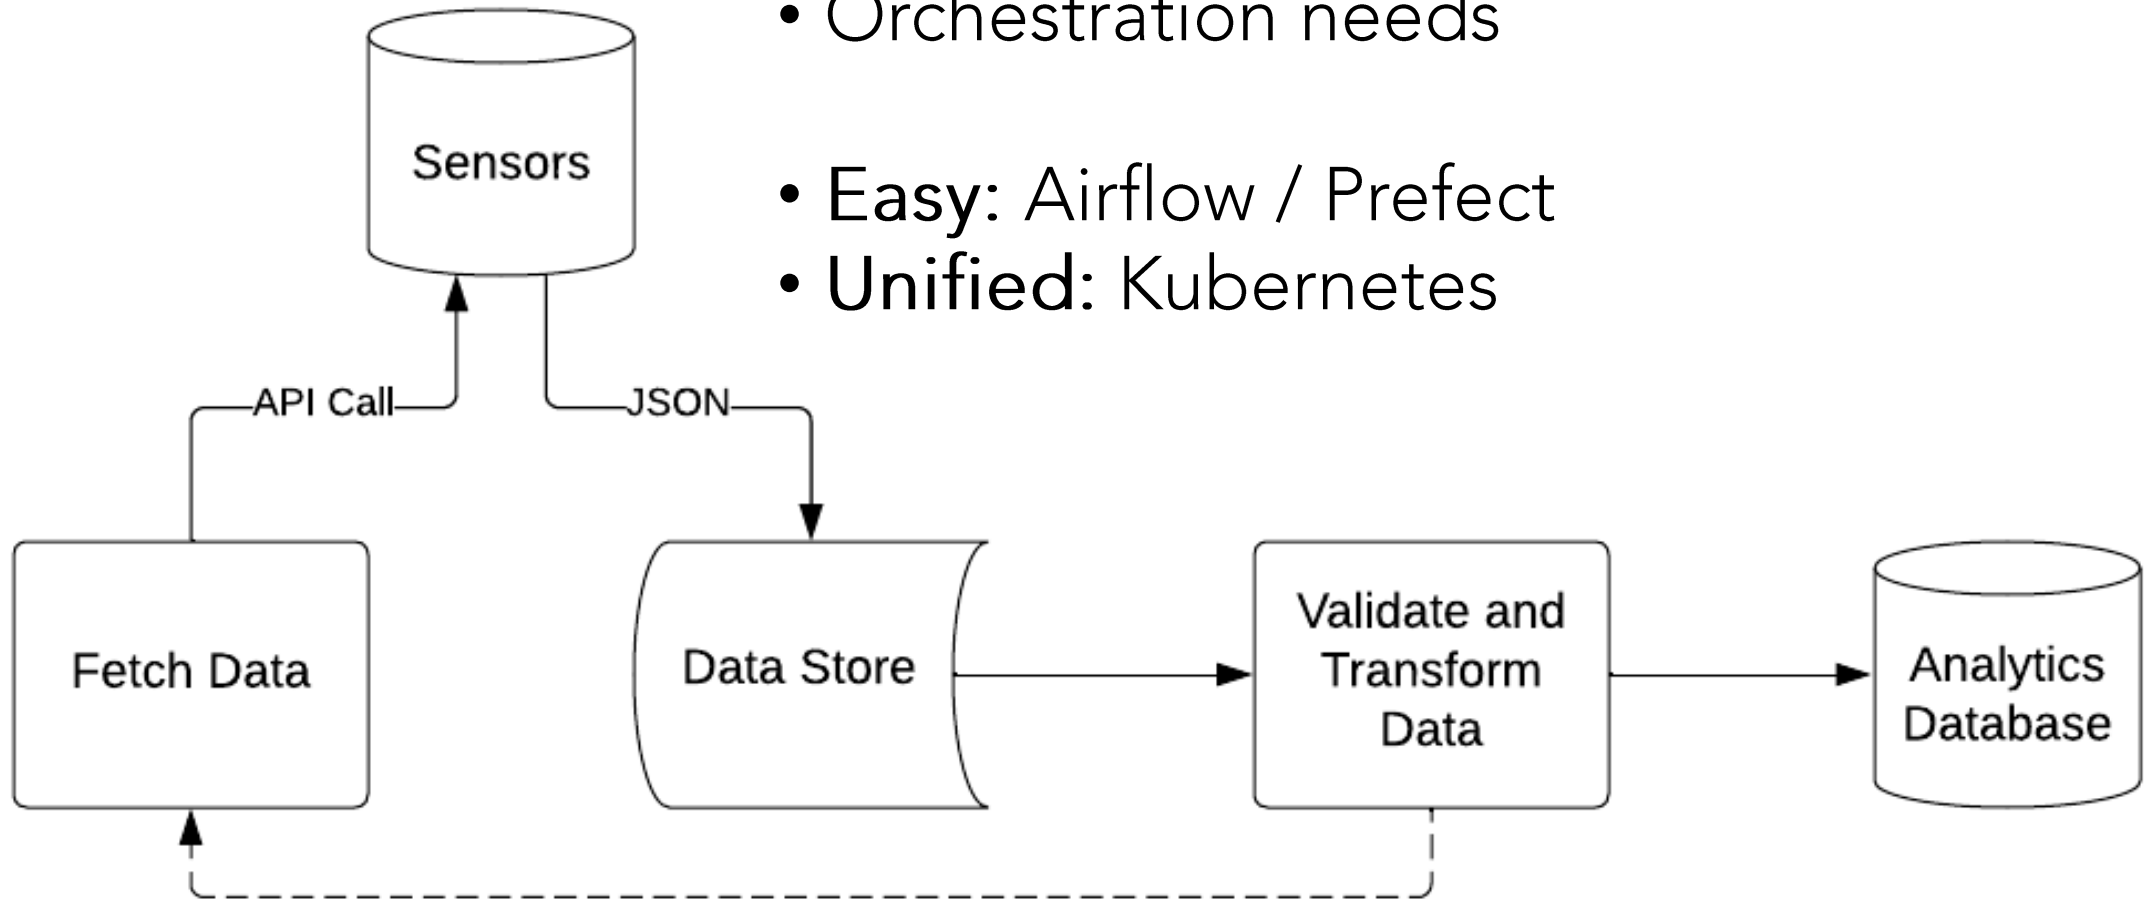 • Orchestration needs
• Easy: Airflow / Prefect
• Unified: Kubernetes
Sensors
API Call
JSON
Fetch Data
Data Store
Validate and
Transform
Data
Analytics
Database